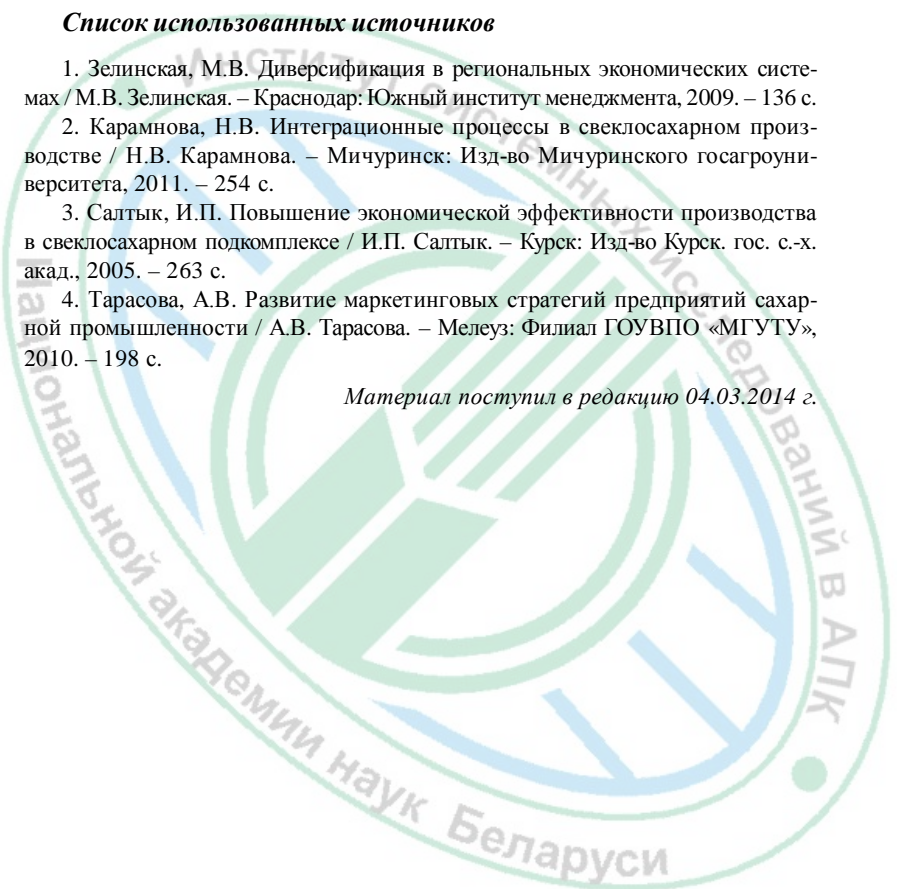 Список использованных источников
1. Зелинская, М.В. Диверсификация в региональных экономических систе-
мах / М.В. Зелинская. – Краснодар: Южный институт менеджмента, 2009. – 136 с.
2. Карамнова, Н.В. Интеграционные процессы в свеклосахарном произ-
водстве / Н.В. Карамнова. – Мичуринск: Изд-во Мичуринского госагроуни-
верситета, 2011. – 254 с.
3. Салтык, И.П. Повышение экономической эффективности производства
в свеклосахарном подкомплексе / И.П. Салтык. – Курск: Изд-во Курск. гос. с.-х.
акад., 2005. – 263 с.
4. Тарасова, А.В. Развитие маркетинговых стратегий предприятий сахар-
ной промышленности / А.В. Тарасова. – Мелеуз: Филиал ГОУВПО «МГУТУ»,
2010. – 198 с.
Материал поступил в редакцию 04.03.2014 г.
Институт системных исследований в АПК
Национальной академии наук Беларуси